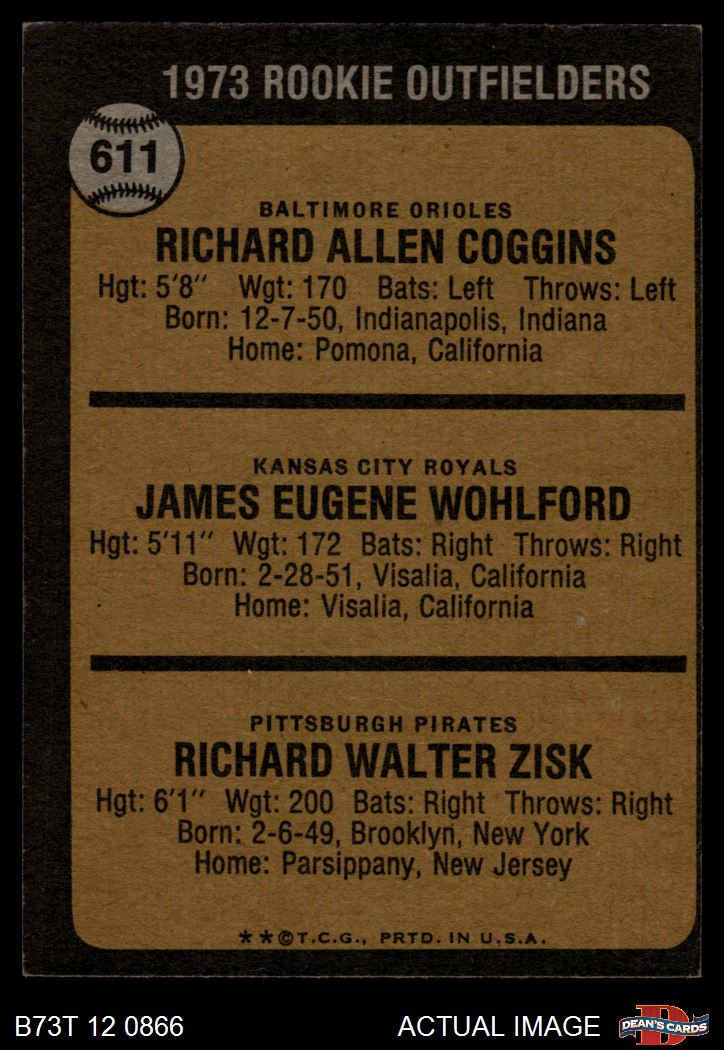 1973 ROOKIE OUTFIELDERS
611
BALTIMORE ORIOLES
RICHARD ALLEN COGGINS
Hgt: 5'8" Wgt: 170 Bats: Left Throws: Left
Born: 12-7-50, Indianapolis, Indiana
Home: Pomona, California
KANSAS CITY ROYALS
JAMES EUGENE WOHLFORD
Hgt: 5'11" Wgt: 172 Bats: Right Throws: Right
Born: 2-28-51, Visalia, California
Home: Visalia, California
PITTSBURGH PIRATES
RICHARD WALTER ZISK
Hgt: 6'1" Wgt: 200 Bats: Right Throws: Right
Born: 2-6-49, Brooklyn, New York
Home: Parsippany, New Jersey
**©T.C.G., PRTD. IN U.S.A.
B73T 12 0866 ACTUAL IMAGE
D
DEAN'S CARDS